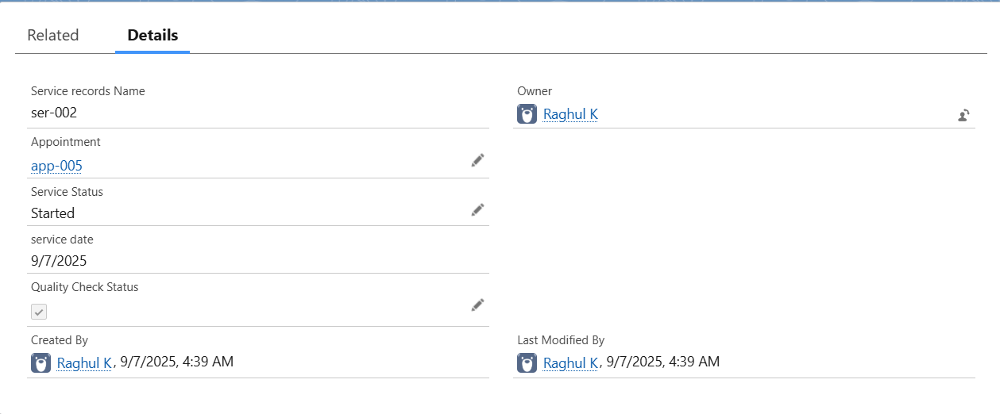 Related Details
Service records Name
ser-002
Owner
Raghul K
Appointment
app-005
Service Status
Started
service date
9/7/2025
Quality Check Status
Created By
Raghul K, 9/7/2025, 4:39 AM
Last Modified By
Raghul K, 9/7/2025, 4:39 AM